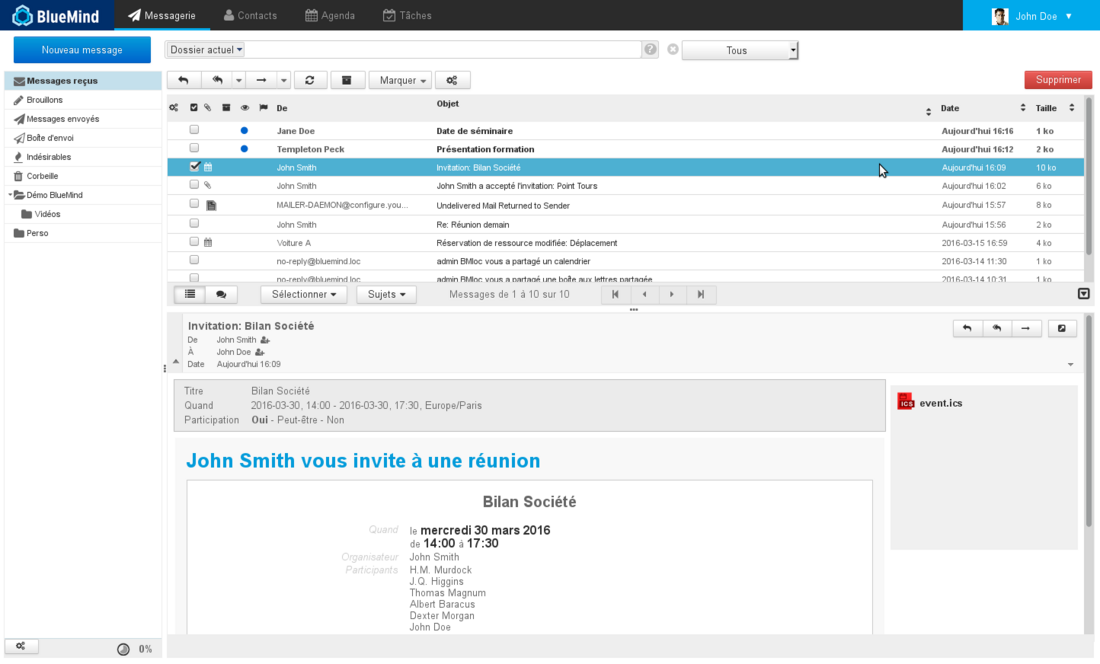 BlueMind Messagerie Contacts Agenda Tâches John Doe
Nouveau message Dossier actuel Tous
Messages reçus
Brouillons
Messages envoyés
Boîte d'envoi
Indésirables
Corbeille
Démo BlueMind
Vidéos
Perso
0%
Marquer Supprimer
De Objet Date Taille
Jane Doe Date de séminaire Aujourd'hui 16:16 1 ko
Templeton Peck Présentation formation Aujourd'hui 16:12 2 ko
John Smith Invitation: Bilan Société Aujourd'hui 16:09 10 ko
John Smith John Smith a accepté l'invitation: Point Tours Aujourd'hui 16:02 6 ko
MAILER-DAEMON@configure.you... Undelivered Mail Returned to Sender Aujourd'hui 15:57 8 ko
John Smith Re: Réunion demain Aujourd'hui 15:56 2 ko
Voiture A Réservation de ressource modifiée: Déplacement 2016-03-15 16:59 4 ko
no-reply@bluemind.loc admin BMloc vous a partagé un calendrier 2016-03-14 11:30 1 ko
no-reply@bluemind.loc admin BMloc vous a partagé une boîte aux lettres partagée 2016-03-14 10:31 1 ko
Sélectionner Sujets Messages de 1 à 10 sur 10
Invitation: Bilan Société
De John Smith
À John Doe
Date Aujourd'hui 16:09
Titre Bilan Société
Quand 2016-03-30, 14:00 - 2016-03-30, 17:30, Europe/Paris
Participation Oui - Peut-être - Non
ICS event.ics
John Smith vous invite à une réunion
Bilan Société
Quand le mercredi 30 mars 2016
de 14:00 à 17:30
Organisateur John Smith
Participants H.M. Murdock
J.Q. Higgins
Thomas Magnum
Albert Baracus
Dexter Morgan
John Doe